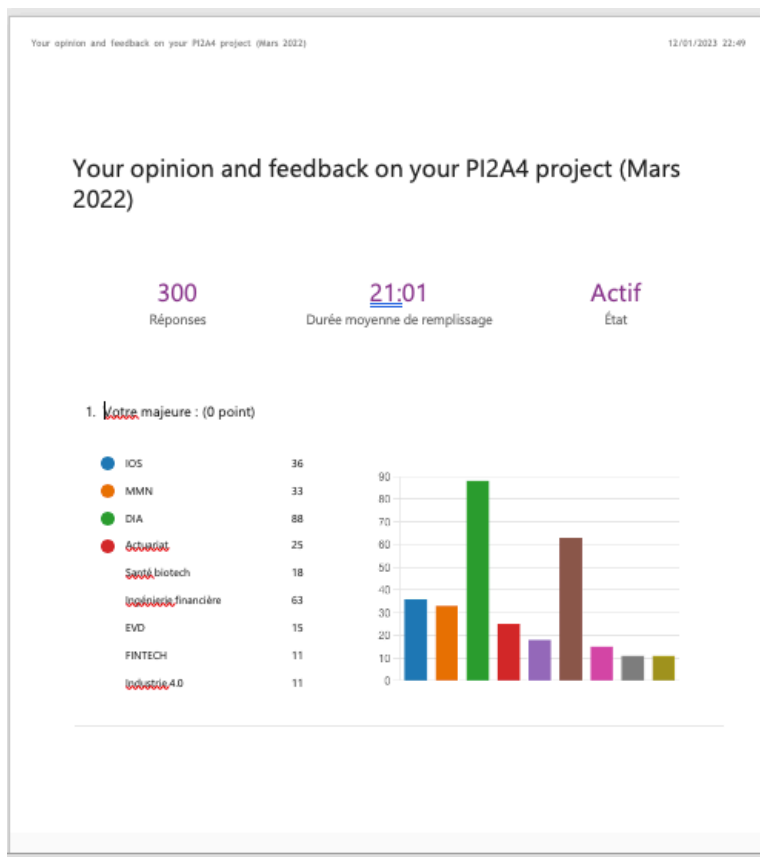 Your opinion and feedback on your PI2A4 project (Mars 2022) 12/01/2023 22:49
Your opinion and feedback on your PI2A4 project (Mars
2022)
300 21:01 Actif
Réponses Durée moyenne de remplissage État
1. Votre majeure : (0 point)
IOS 36
MMN 33
DIA 88
Actuariat 25
Santé biotech 18
Ingénierie financière 63
EVD 15
FINTECH 11
Industrie 4.0 11
90
80
70
60
50
40
30
20
10
0